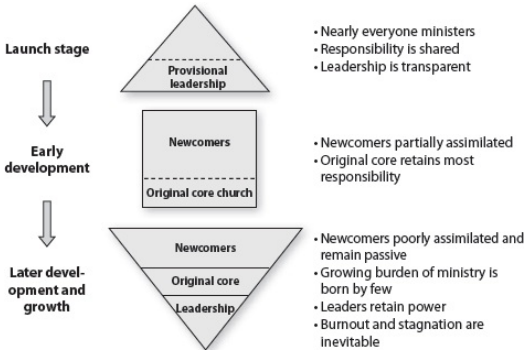 Launch stage
Provisional
leadership
• Nearly everyone ministers
• Responsibility is shared
• Leadership is transparent
Early
development
Newcomers
Original core church
• Newcomers partially assimilated
• Original core retains most
responsibility
Later devel-
opment and
growth
Newcomers
Original core
Leadership
• Newcomers poorly assimilated and
remain passive
• Growing burden of ministry is
born by few
• Leaders retain power
• Burnout and stagnation are
inevitable